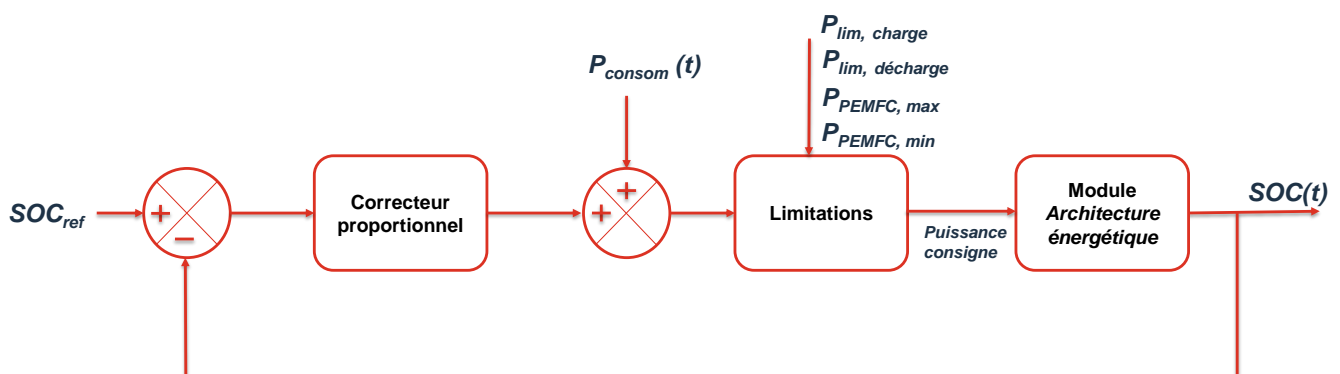 P_lim, charge
P_lim, décharge
P_consom (t)
P_PEMFC, max
P_PEMFC, min
SOC_ref
+
−
Correcteur
proportionnel
+
+
Limitations
Puissance
consigne
Module
Architecture
énergétique
SOC(t)